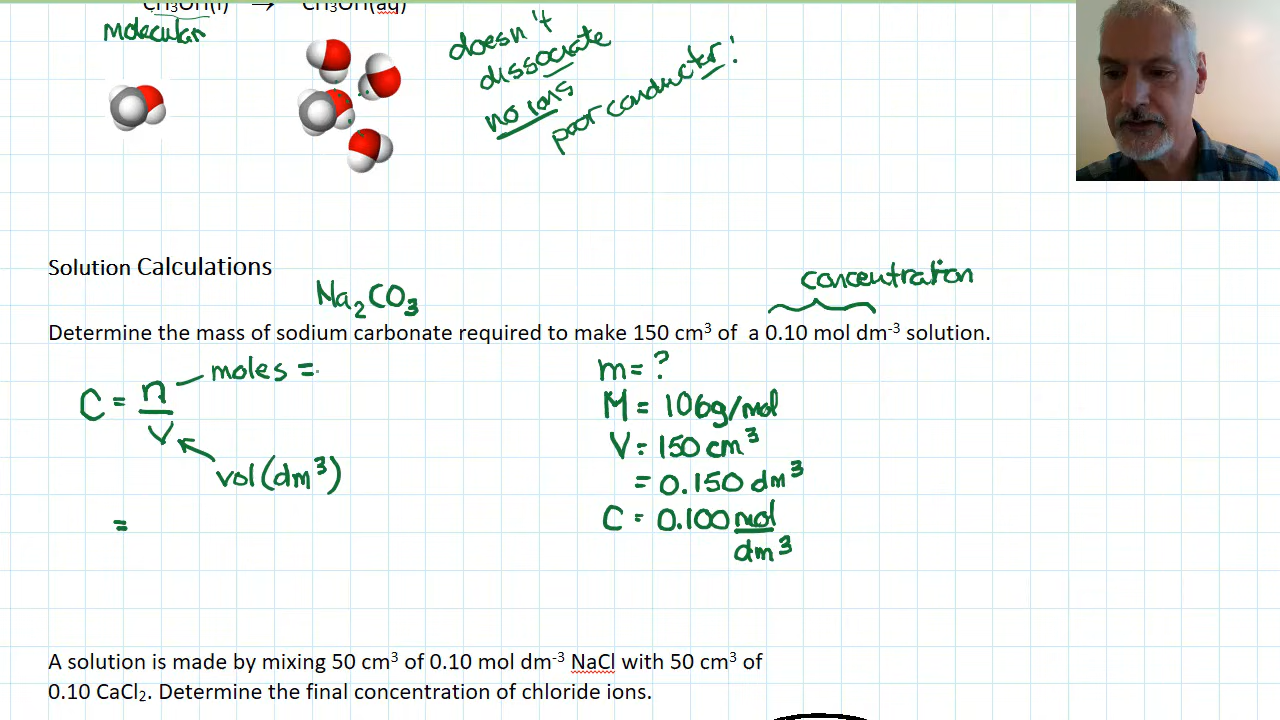 CH3OH(l) → CH3OH(aq)
molecular
doesn't
dissociate
no ions
poor conductor!
Solution Calculations
Na2CO3
concentration
Determine the mass of sodium carbonate required to make 150 cm³ of a 0.10 mol dm⁻³ solution.
C = n/V
moles =
vol (dm³)
=
m = ?
M = 106g/mol
V = 150 cm³
= 0.150 dm³
C = 0.100 mol/dm³
A solution is made by mixing 50 cm³ of 0.10 mol dm⁻³ NaCl with 50 cm³ of
0.10 CaCl₂. Determine the final concentration of chloride ions.